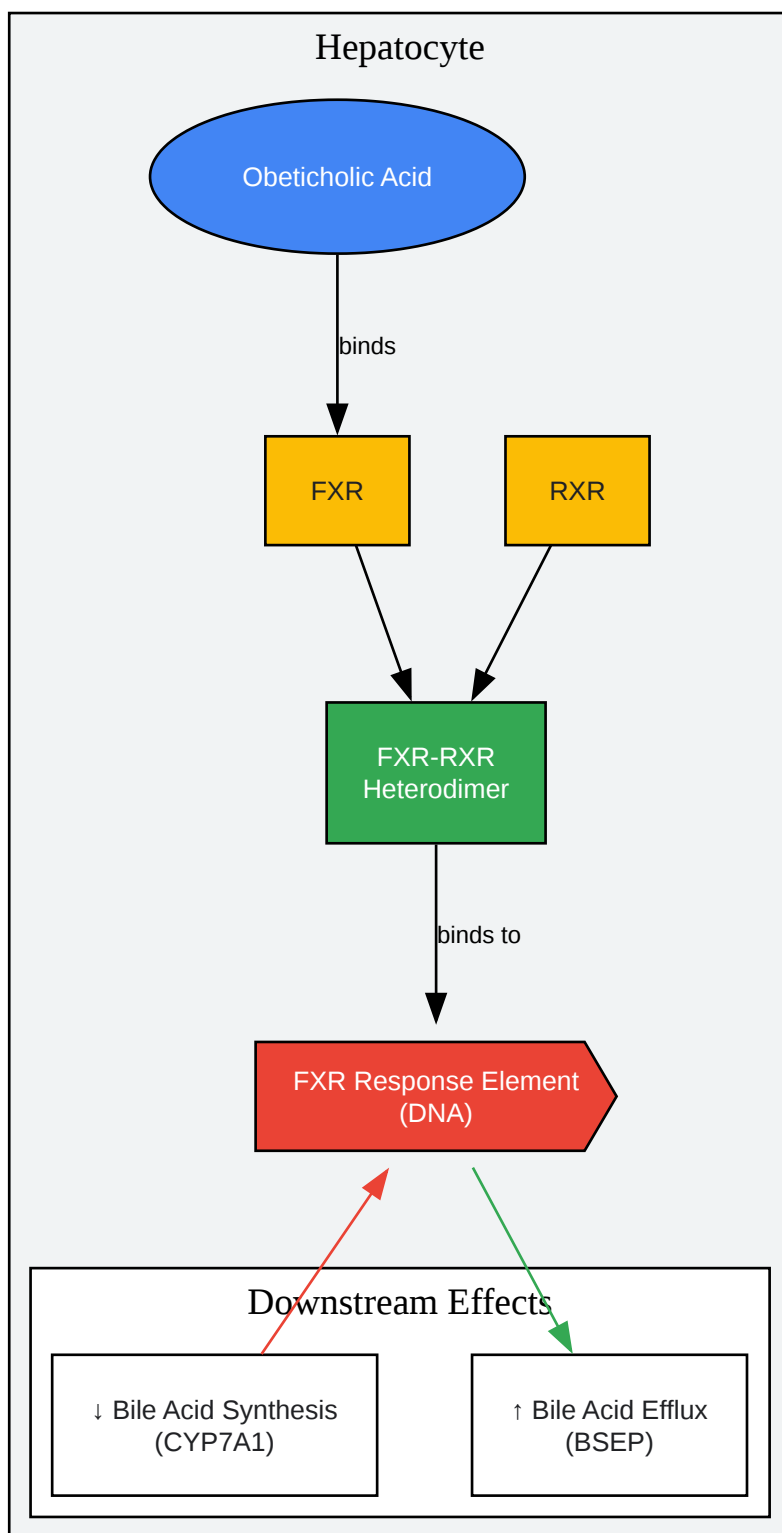 Hepatocyte
Obeticholic Acid
binds
FXR
RXR
FXR-RXR
Heterodimer
binds to
FXR Response Element
(DNA)
Downstream Effects
↓ Bile Acid Synthesis
(CYP7A1)
↑ Bile Acid Efflux
(BSEP)